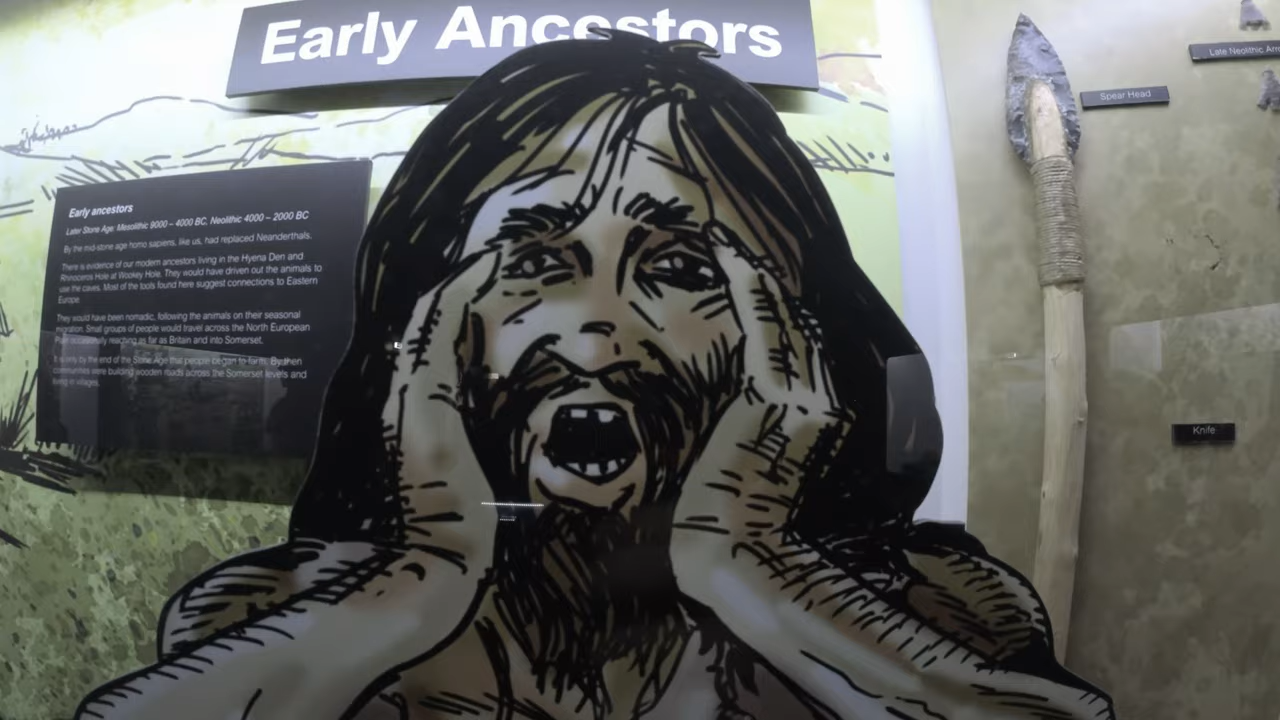 Early Ancestors
Early ancestors
Later Stone Age: Mesolithic 9000 – 4000 BC, Neolithic 4000 – 2000 BC
By the mid-stone age homo sapiens, like us, had replaced Neanderthals.
There is evidence of our modern ancestors living in the Hyena Den and
Rhinoceros Hole at Wookey Hole. They would have driven out the animals to
use the caves. Most of the tools found here suggest connections to Eastern
Europe.
They would have been nomadic, following the animals on their seasonal
migration. Small groups of people would travel across the North European
Plain occasionally reaching as far as Britain and into Somerset.
It is only by the end of the Stone Age that people began to farm. By then
communities were building wooden roads across the Somerset levels and
living in villages.
Spear Head
Late Neolithic
Knife